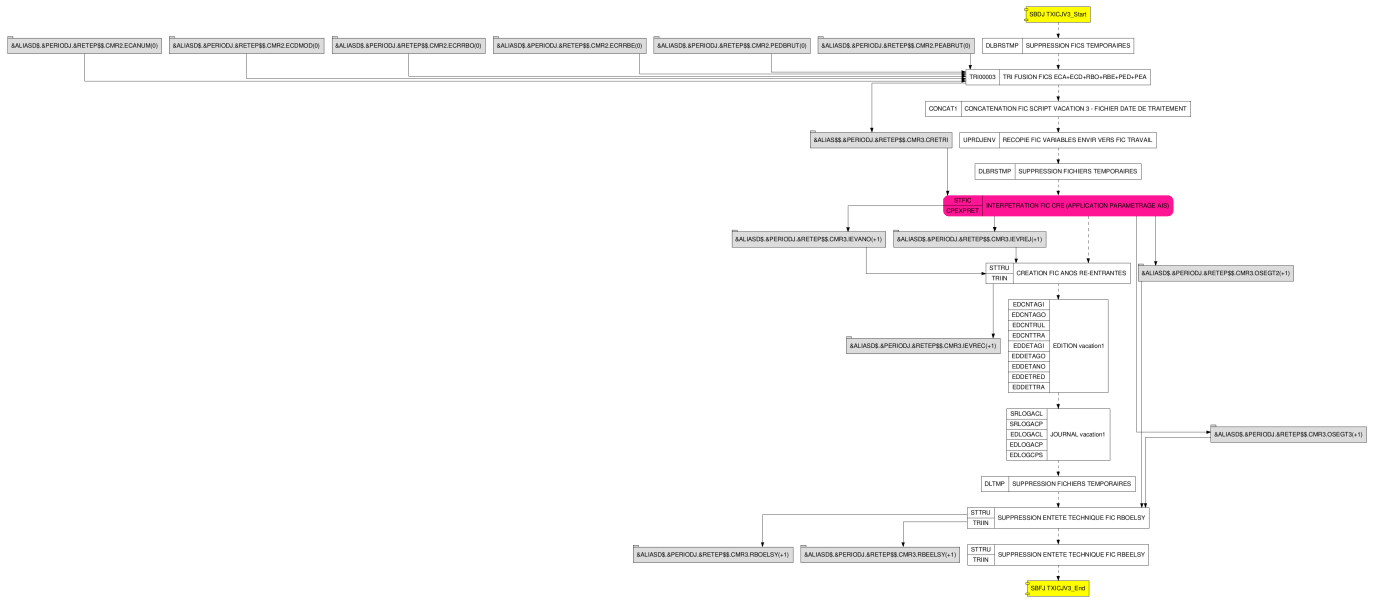 SBDJ TXICJV3_Start
&ALIASD$.&PERIODJ.&RETEP$$.CMR2.ECANUM(0)
&ALIASD$.&PERIODJ.&RETEP$$.CMR2.ECDMOD(0)
&ALIASD$.&PERIODJ.&RETEP$$.CMR2.ECRRBO(0)
&ALIASD$.&PERIODJ.&RETEP$$.CMR2.ECRRBE(0)
&ALIASD$.&PERIODJ.&RETEP$$.CMR2.PEDBRUT(0)
&ALIASD$.&PERIODJ.&RETEP$$.CMR2.PEABRUT(0)
DLBRSTMP SUPPRESSION FICS TEMPORAIRES
TRI00003 TRI FUSION FICS ECA+ECD+RBO+RBE+PED+PEA
CONCAT1 CONCATENATION FIC SCRIPT VACATION 3 - FICHIER DATE DE TRAITEMENT
&ALIAS$$.&PERIODJ.&RETEP$$.CMR3.CRETRI
UPRDJENV RECOPIE FIC VARIABLES ENVIR VERS FIC TRAVAIL
DLBRSTMP SUPPRESSION FICHIERS TEMPORAIRES
STFIC
CPEXPRET
INTERPETRATION FIC CRE (APPLICATION PARAMETRAGE AIS)
&ALIASD$.&PERIODJ.&RETEP$$.CMR3.IEVANO(+1)
&ALIASD$.&PERIODJ.&RETEP$$.CMR3.IEVREJ(+1)
STTRU
TRIIN
CREATION FIC ANOS RE-ENTRANTES
&ALIASD$.&PERIODJ.&RETEP$$.CMR3.OSEGT2(+1)
EDCNTAGI
EDCNTAGO
EDCNTRUL
EDCNTTRA
EDDETAGI
EDDETAGO
EDDETANO
EDDETRED
EDDETTRA
EDITION vacation1
&ALIASD$.&PERIODJ.&RETEP$$.CMR3.IEVREC(+1)
SRLOGACL
SRLOGACP
EDLOGACL
EDLOGACP
EDLOGCPS
JOURNAL vacation1
&ALIASD$.&PERIODJ.&RETEP$$.CMR3.OSEGT3(+1)
DLTMP SUPPRESSION FICHIERS TEMPORAIRES
STTRU
TRIIN
SUPPRESSION ENTETE TECHNIQUE FIC RBOELSY
&ALIASD$.&PERIODJ.&RETEP$$.CMR3.RBOELSY(+1)
&ALIASD$.&PERIODJ.&RETEP$$.CMR3.RBEELSY(+1)
STTRU
TRIIN
SUPPRESSION ENTETE TECHNIQUE FIC RBEELSY
SBFJ TXICJV3_End